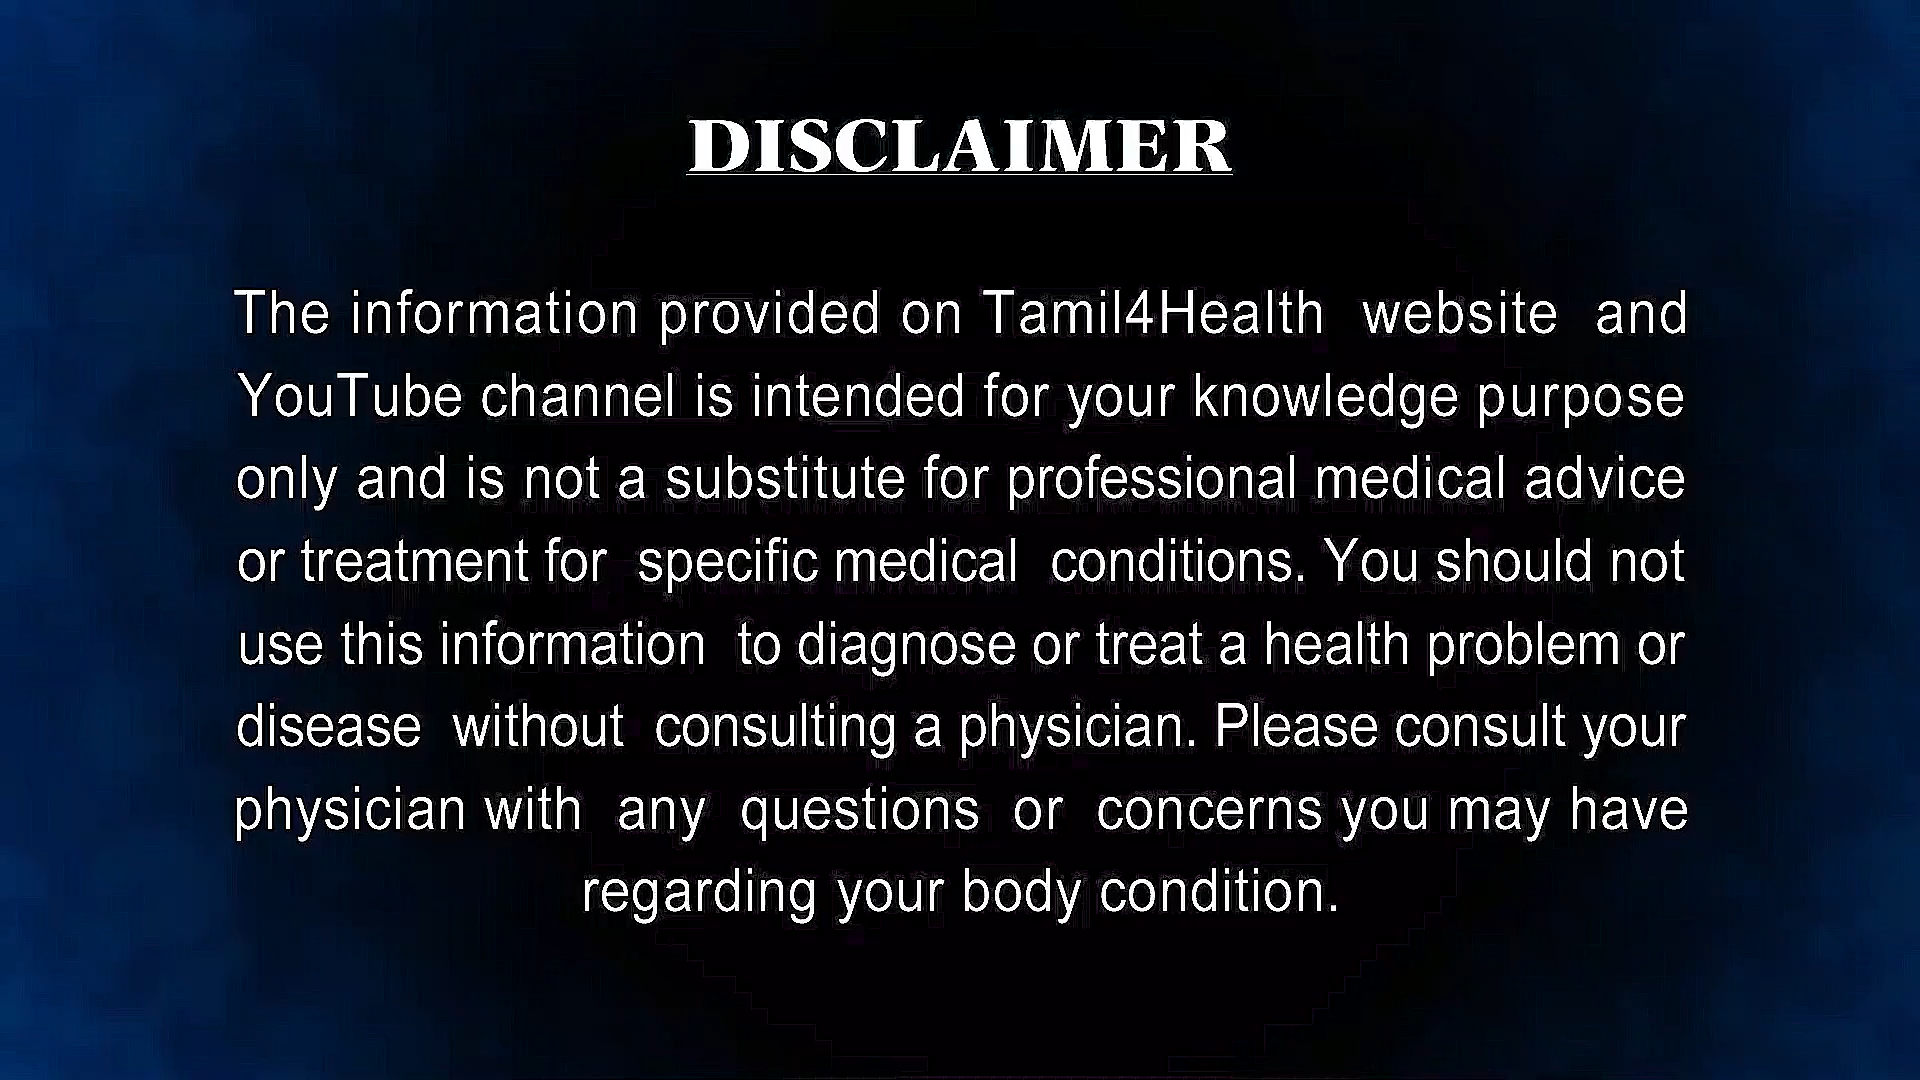 DISCLAIMER
The information provided on Tamil4Health website and
YouTube channel is intended for your knowledge purpose
only and is not a substitute for professional medical advice
or treatment for specific medical conditions. You should not
use this information to diagnose or treat a health problem or
disease without consulting a physician. Please consult your
physician with any questions or concerns you may have
regarding your body condition.